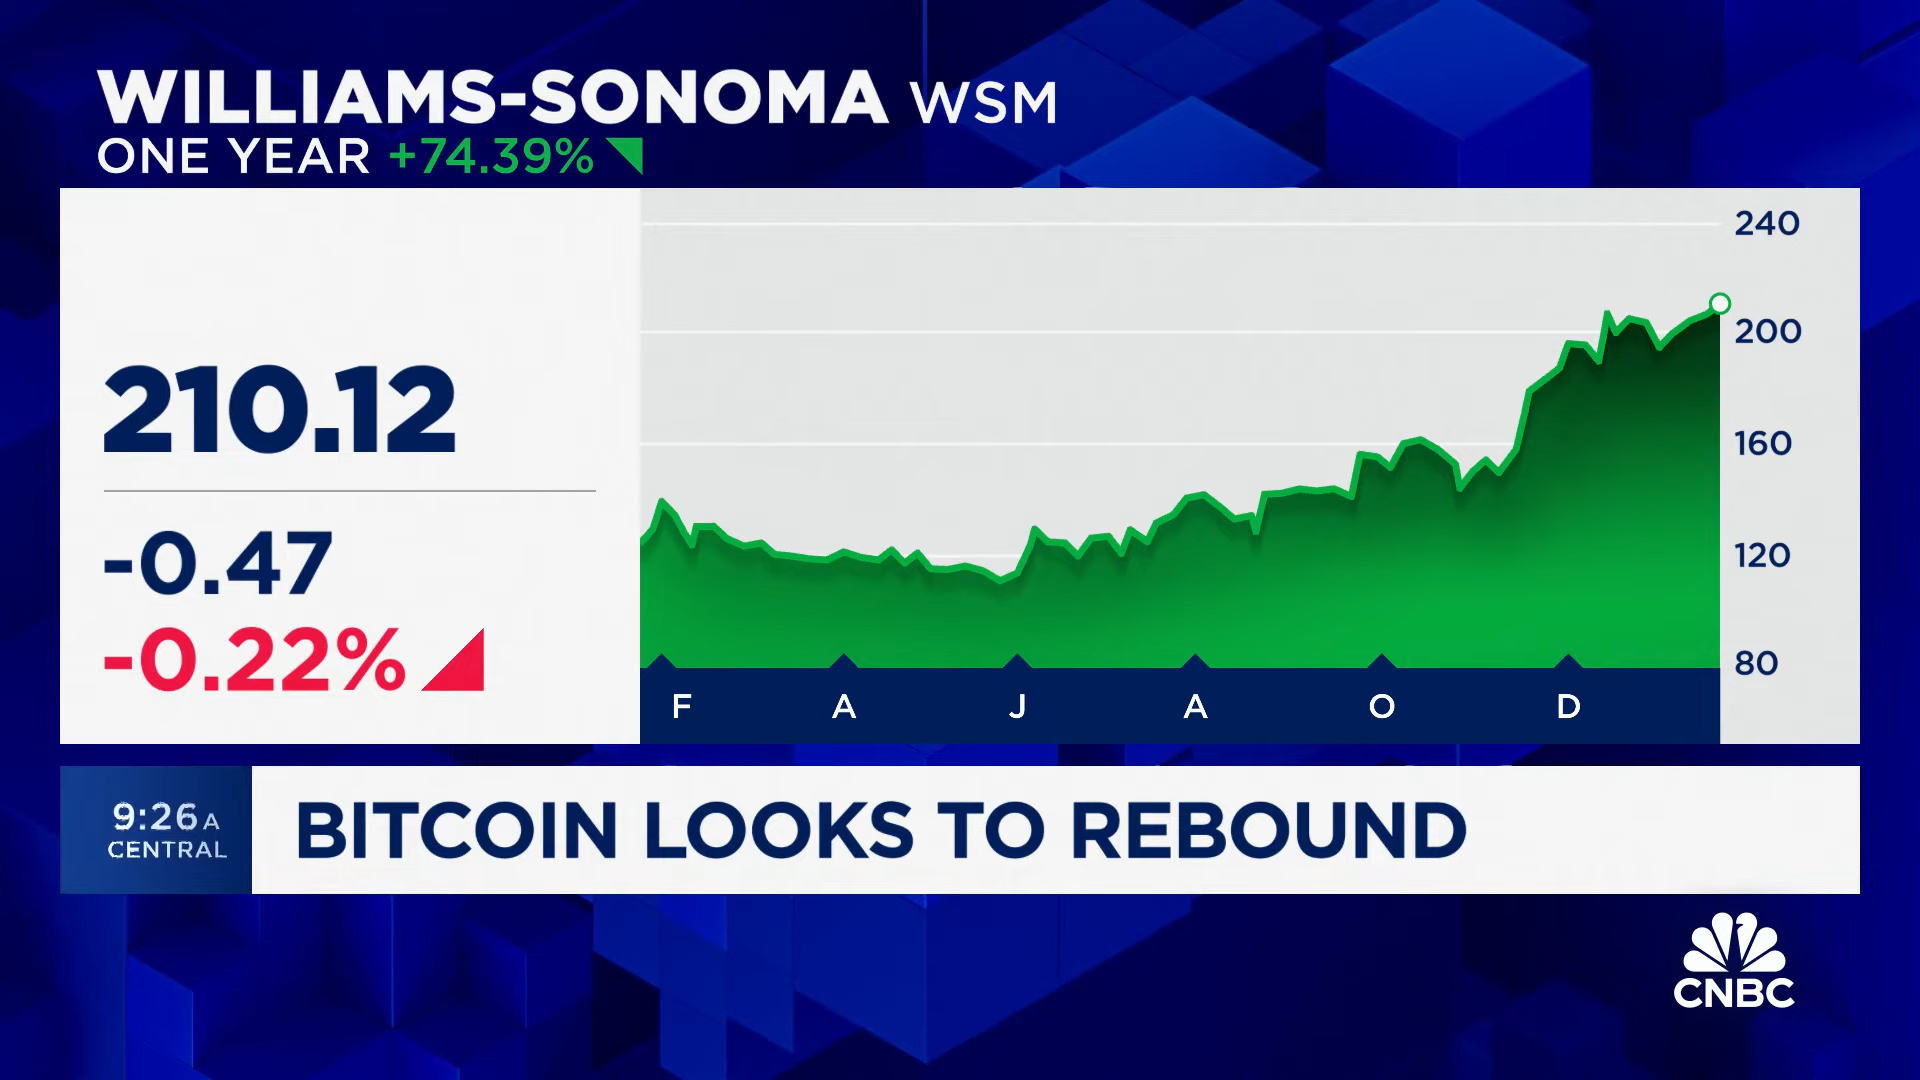 WILLIAMS-SONOMA WSM
ONE YEAR +74.39%
210.12
-0.47
-0.22%
240
200
160
120
80
F A J A O D
9:26A
CENTRAL
BITCOIN LOOKS TO REBOUND
CNBC